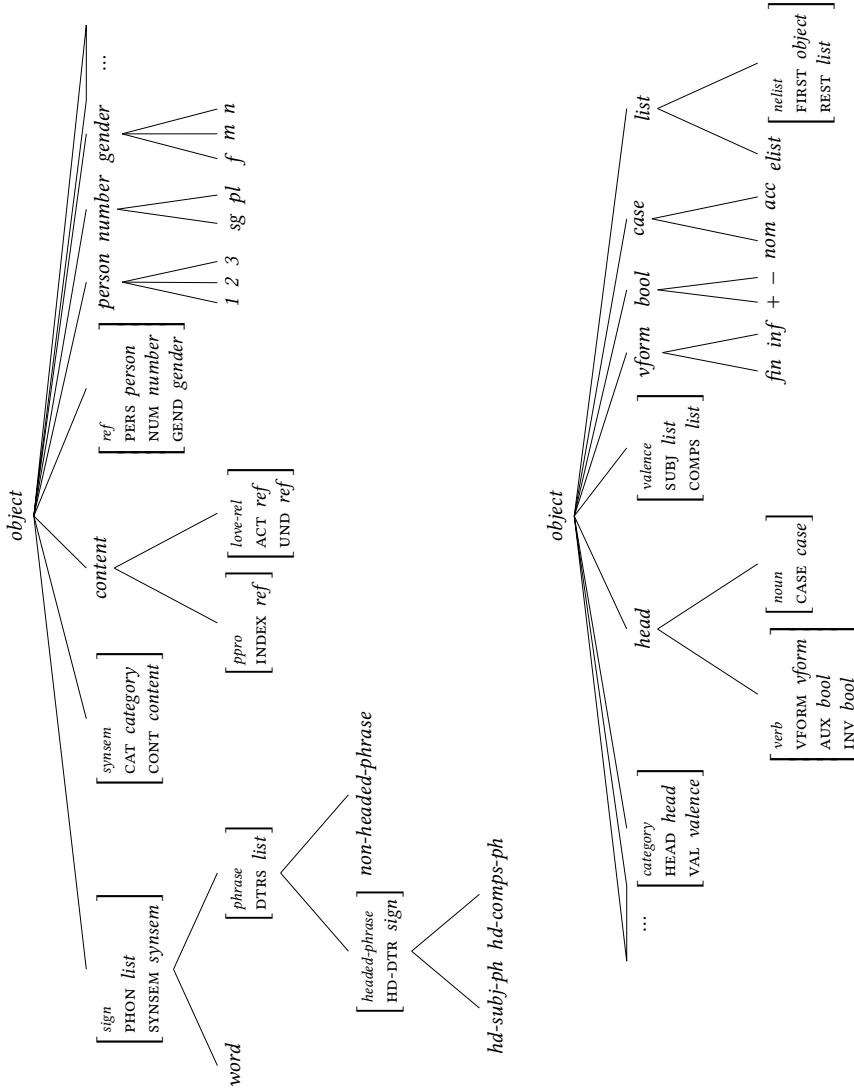 object
sign
PHON list
SYNSEM synsem
synsem
CAT category
CONT content
content
ref
PERS person
NUM number
GEND gender
person number gender
...
word
phrase
DTRS list
ppro
INDEX ref
love-rel
ACT ref
UND ref
1 2 3
sg pl
f m n
headed-phrase
HD-DTR sign
non-headed-phrase
hd-subj-ph hd-comps-ph
object
...
category
HEAD head
VAL valence
head
valence
SUBJ list
COMPS list
vform bool case list
verb
VFORM vform
AUX bool
INV bool
noun
CASE case
fin inf
+ −
nom acc
elist
nelist
FIRST object
REST list